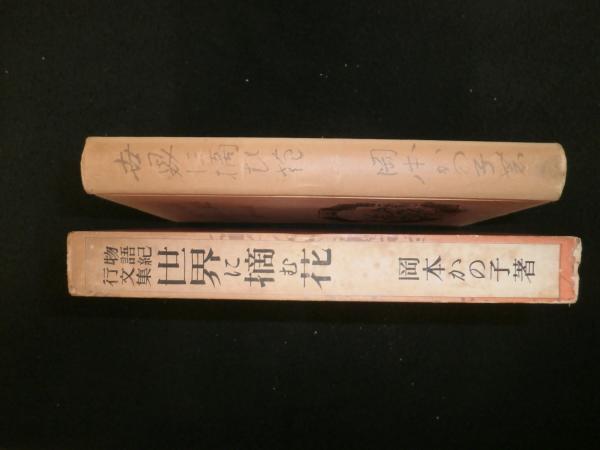 世界に摘む花
岡本かの子著
物語紀
行文集
世界に摘む花
岡本かの子著